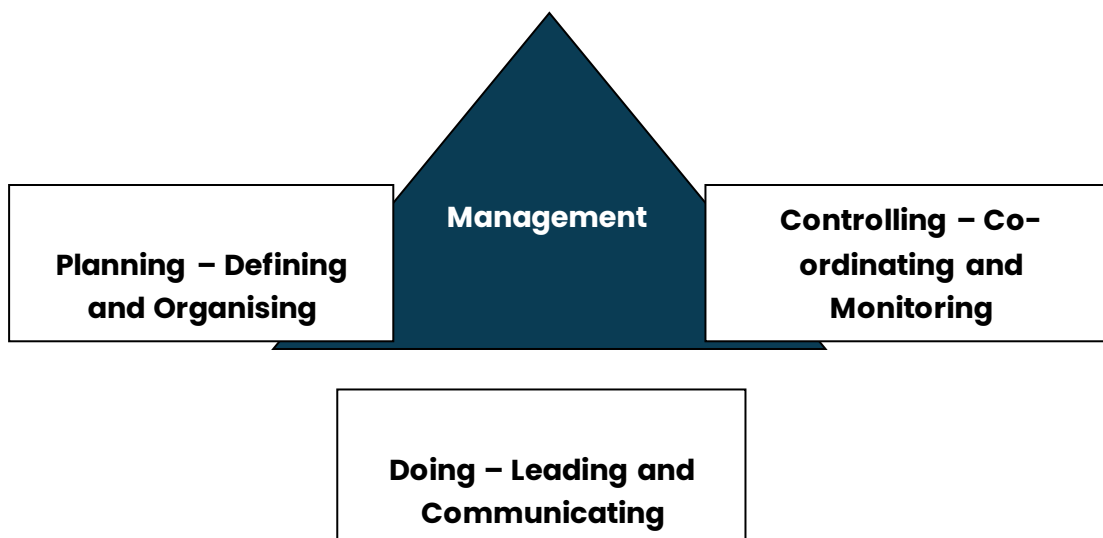 Management
Planning – Defining
and Organising
Controlling – Co-
ordinating and
Monitoring
Doing – Leading and
Communicating